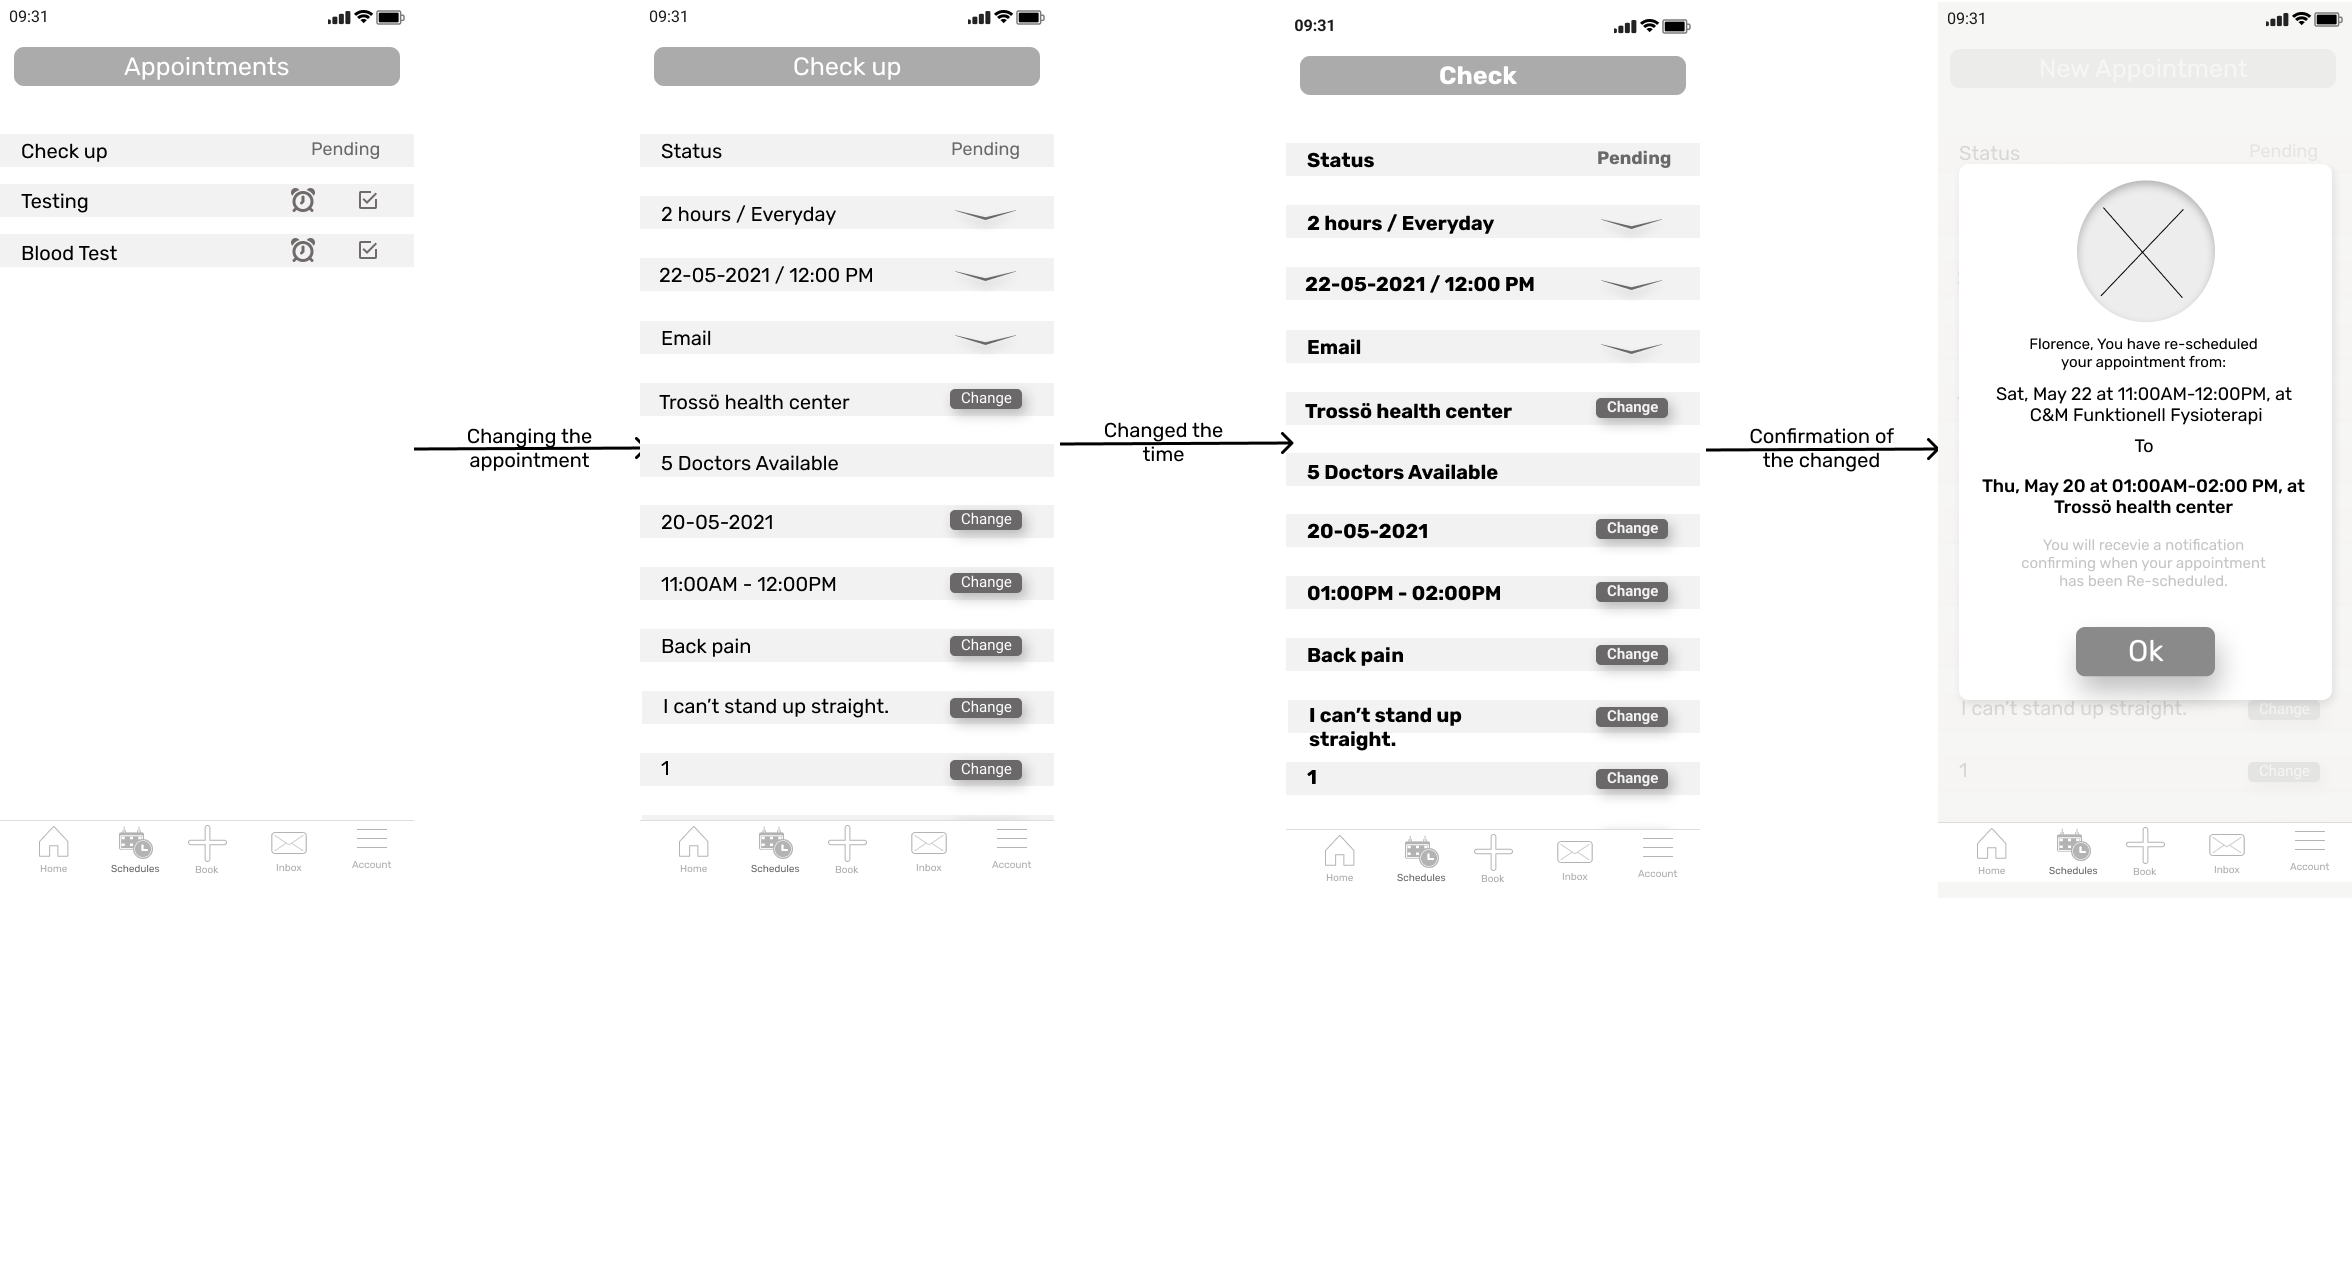 09:31
Appointments
Check up Pending
Testing
Blood Test
Home Schedules Book Inbox Account
Changing the
appointment
09:31
Check up
Status Pending
2 hours / Everyday
22-05-2021 / 12:00 PM
Email
Trossö health center Change
5 Doctors Available
20-05-2021 Change
11:00AM - 12:00PM Change
Back pain Change
I can't stand up straight. Change
1 Change
Home Schedules Book Inbox Account
Changed the
time
09:31
Check
Status Pending
2 hours / Everyday
22-05-2021 / 12:00 PM
Email
Trossö health center Change
5 Doctors Available
20-05-2021 Change
01:00PM - 02:00PM Change
Back pain Change
I can't stand up Change
straight.
1 Change
Home Schedules Book Inbox Account
Confirmation of
the changed
09:31
New Appointment
Status Pending
Florence, You have re-scheduled
your appointment from:
Sat, May 22 at 11:00AM-12:00PM, at
C&M Funktionell Fysioterapi
To
Thu, May 20 at 01:00AM-02:00 PM, at
Trossö health center
You will recevie a notification
confirming when your appointment
has been Re-scheduled.
Ok
I can't stand up straight. Change
1 Change
Home Schedules Book Inbox Account